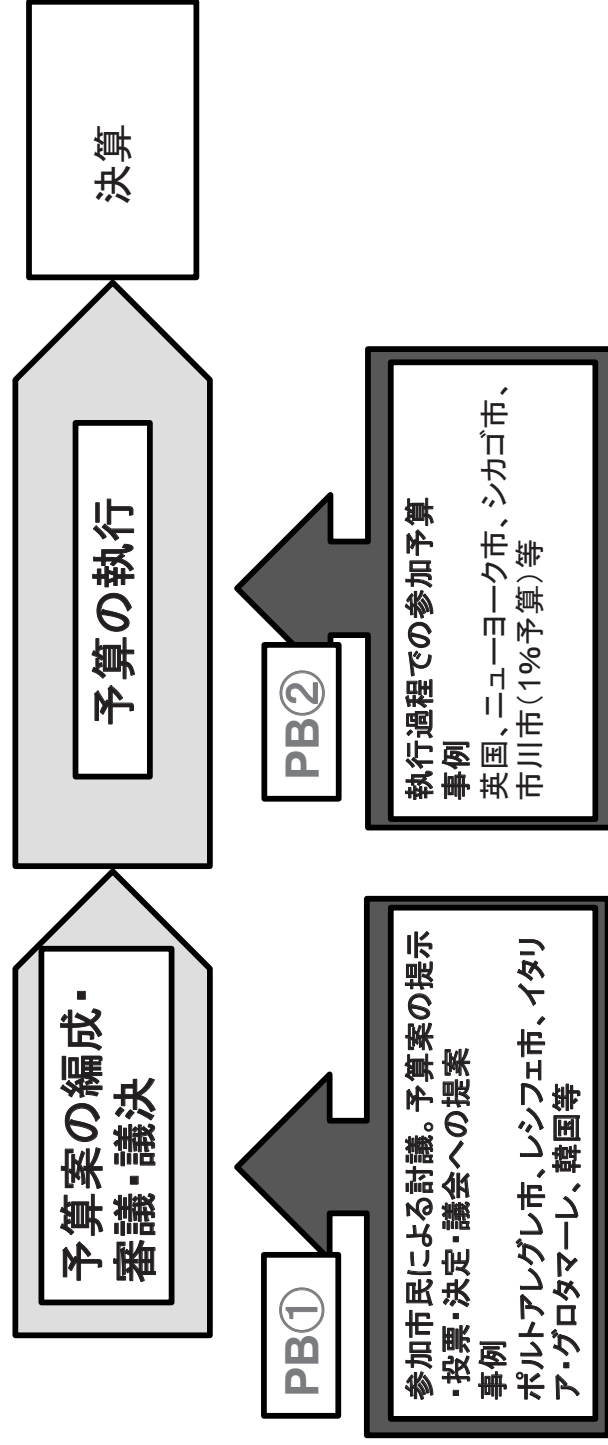 予算案の編成・
審議・議決
予算の執行
決算
PB①
参加市民による討議。予算案の提示
・投票・決定・議会への提案
事例
ポルトアレグレ市、レシフェ市、イタリ
ア・グロタマーレ、韓国等
PB②
執行過程での参加予算
事例
英国、ニューヨーク市、シカゴ市、
市川市(1%予算)等